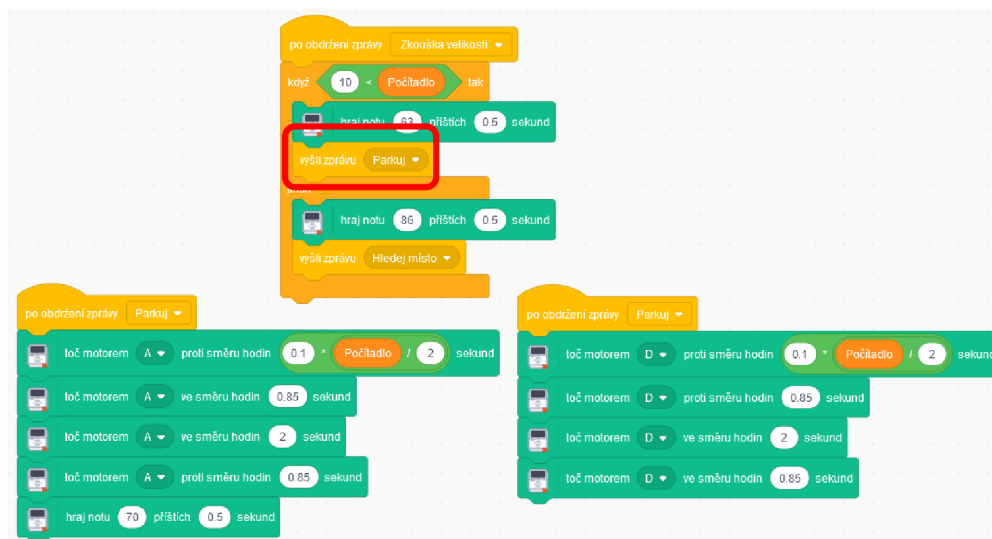 po obdržení zprávy Zkouška velikosti
když 10 < Počítadlo tak
hraj notu 63 příštích 0.5 sekund
vyšli zprávu Parkuj
jinak
hraj notu 86 příštích 0.5 sekund
vyšli zprávu Hledej místo
po obdržení zprávy Parkuj
toč motorem A proti směru hodin 0.1 * Počítadlo / 2 sekund
toč motorem A ve směru hodin 0.85 sekund
toč motorem A ve směru hodin 2 sekund
toč motorem A proti směru hodin 0.85 sekund
hraj notu 70 příštích 0.5 sekund
po obdržení zprávy Parkuj
toč motorem D proti směru hodin 0.1 * Počítadlo / 2 sekund
toč motorem D proti směru hodin 0.85 sekund
toč motorem D ve směru hodin 2 sekund
toč motorem D ve směru hodin 0.85 sekund